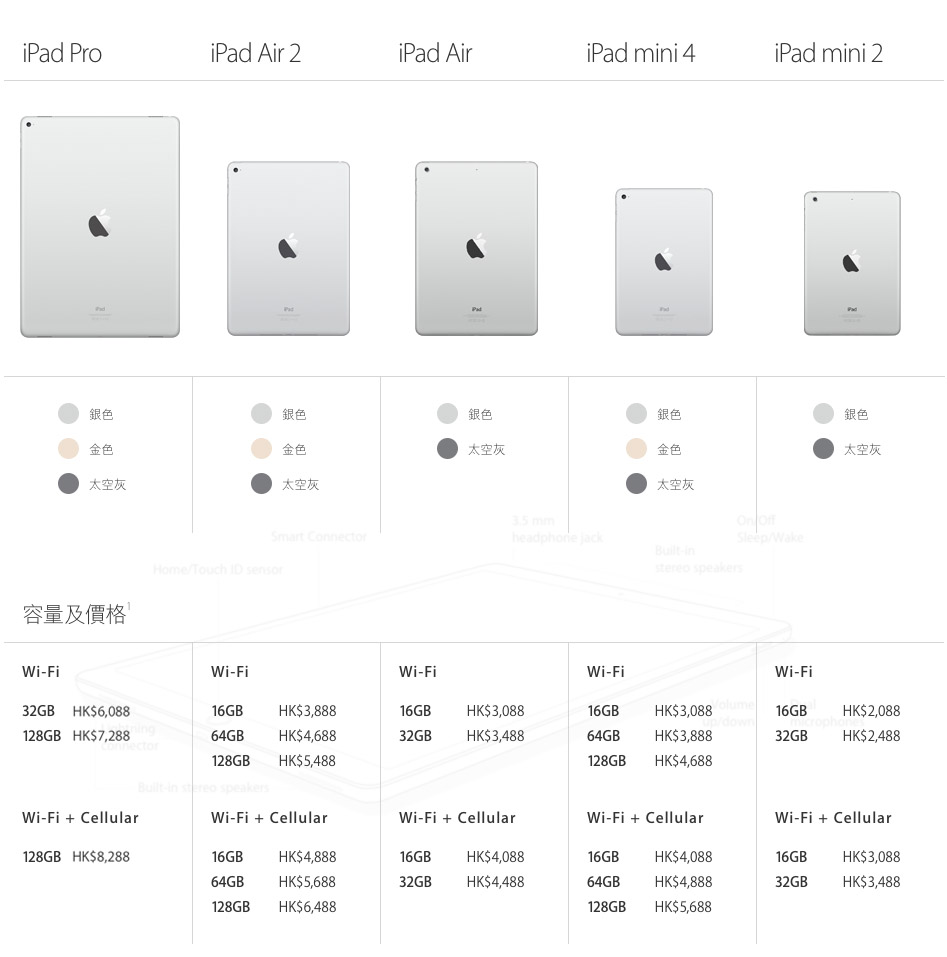 iPad Pro iPad Air 2 iPad Air iPad mini 4 iPad mini 2
iPad iPad iPad iPad iPad
銀色 銀色 銀色 銀色 銀色
金色 金色 太空灰 金色 太空灰
太空灰 太空灰 太空灰
3.5 mm
headphone jack
On/Off
Sleep/Wake
Smart Connector
Built-in
stereo speakers
Home/Touch ID sensor
容量及價格1
Wi-Fi Wi-Fi Wi-Fi Wi-Fi Wi-Fi
32GB HK$6,088 16GB HK$3,888 16GB HK$3,088 16GB HK$3,088 16GB HK$2,088
128GB HK$7,288 64GB HK$4,688 32GB HK$3,488 64GB HK$3,888 32GB HK$2,488
128GB HK$5,488 128GB HK$4,688
Volume
up/down
Dual
microphones
Lightning
connector
Built-in stereo speakers
Wi-Fi + Cellular Wi-Fi + Cellular Wi-Fi + Cellular Wi-Fi + Cellular Wi-Fi + Cellular
128GB HK$8,288 16GB HK$4,888 16GB HK$4,088 16GB HK$4,088 16GB HK$3,088
64GB HK$5,688 32GB HK$4,488 64GB HK$4,888 32GB HK$3,488
128GB HK$6,488 128GB HK$5,688